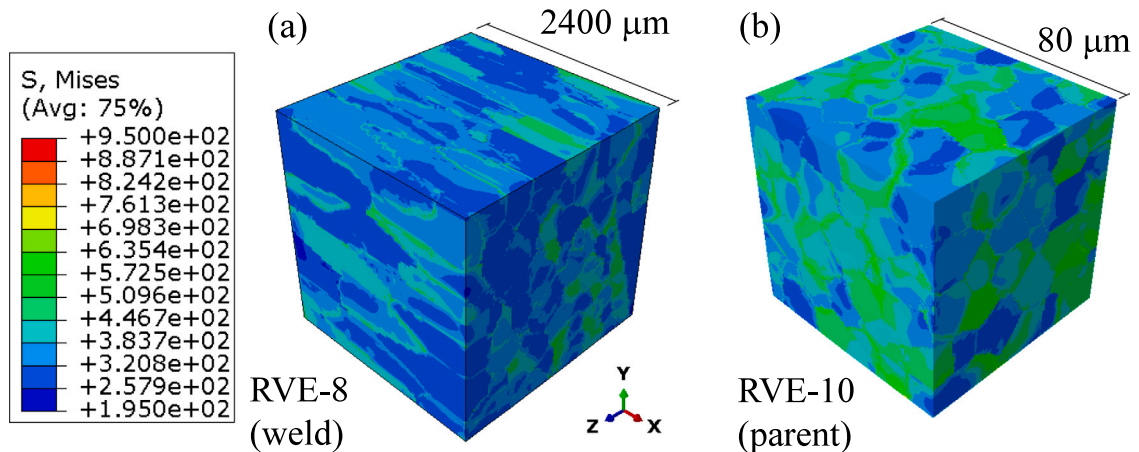 (a)
2400 μm
(b)
80 μm
S, Mises
(Avg: 75%)
+9.500e+02
+8.871e+02
+8.242e+02
+7.613e+02
+6.983e+02
+6.354e+02
+5.725e+02
+5.096e+02
+4.467e+02
+3.837e+02
+3.208e+02
+2.579e+02
+1.950e+02
RVE-8
(weld)
Y
Z
X
RVE-10
(parent)